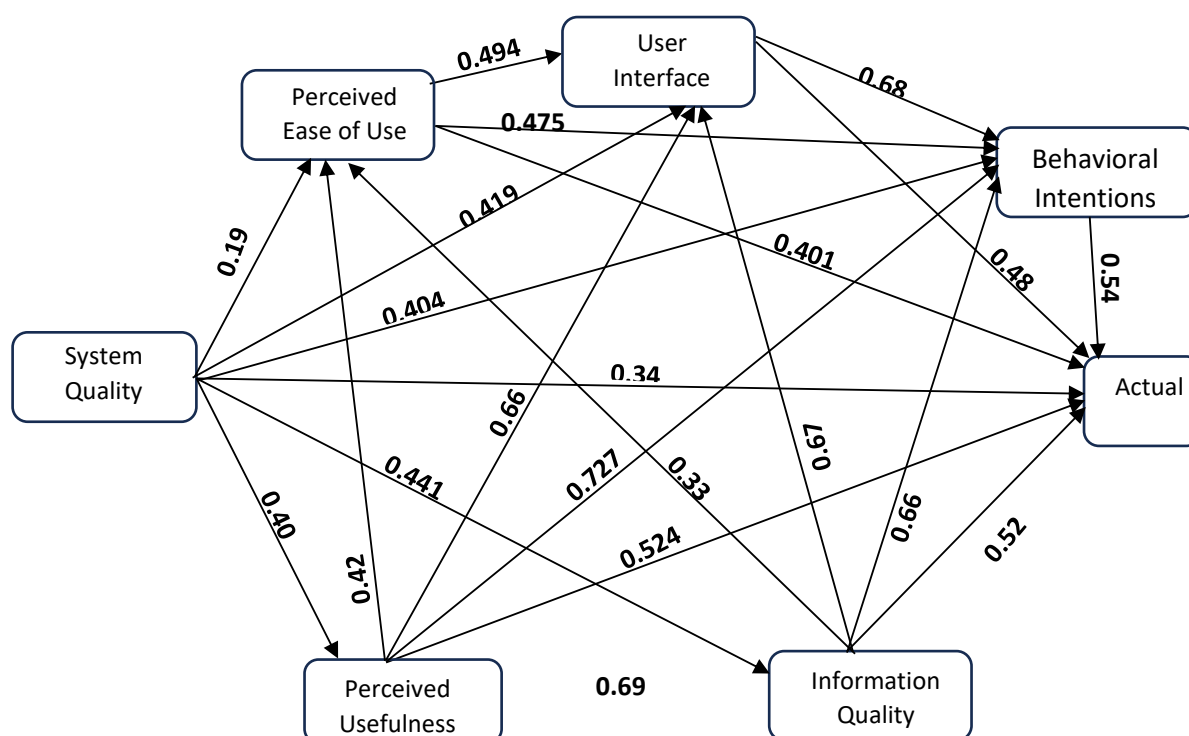 User
Interface
0.494
0.68
Perceived
Ease of Use
0.475
Behavioral
Intentions
0.419
0.19
0.401
0.48
0.54
0.404
System
Quality
0.34
Actual
0.66
0.67
0.441
0.727
0.33
0.40
0.66
0.524
0.52
0.42
Perceived
Usefulness
0.69
Information
Quality